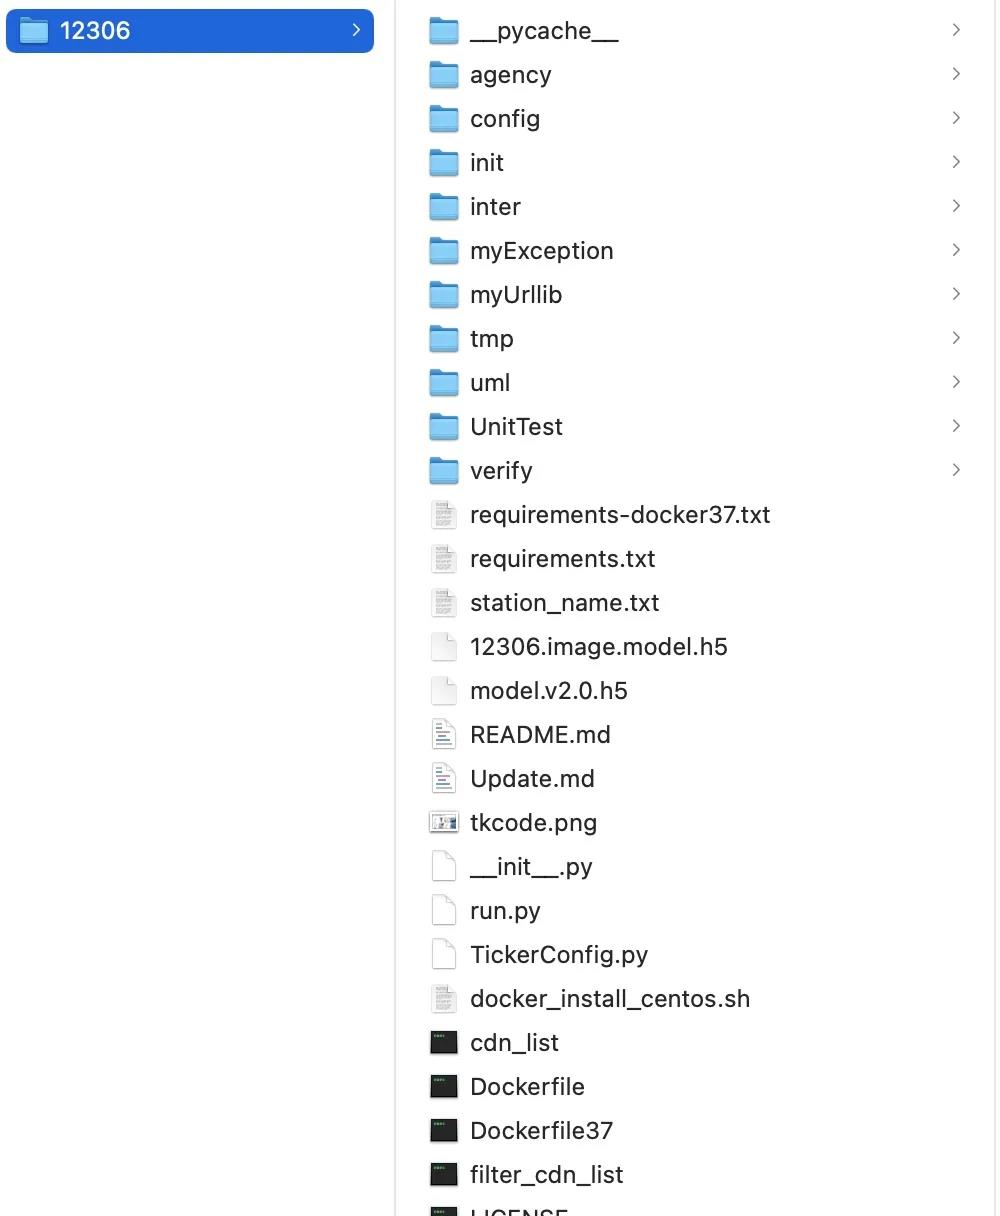 12306
__pycache__
agency
config
init
inter
myException
myUrllib
tmp
uml
UnitTest
verify
requirements-docker37.txt
requirements.txt
station_name.txt
12306.image.model.h5
model.v2.0.h5
README.md
Update.md
tkcode.png
__init__.py
run.py
TickerConfig.py
docker_install_centos.sh
cdn_list
Dockerfile
Dockerfile37
filter_cdn_list
LICENSE